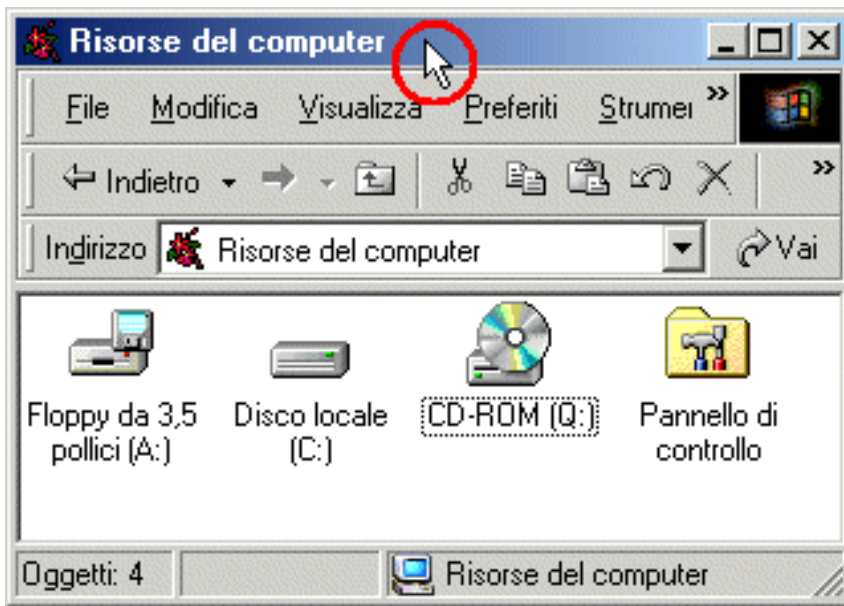 Risorse del computer
File Modifica Visualizza Preferiti Strumen »
Indietro »
Indirizzo Risorse del computer Vai
Floppy da 3,5 Disco locale CD-ROM (Q:) Pannello di
pollici (A:) (C:) controllo
Oggetti: 4 Risorse del computer